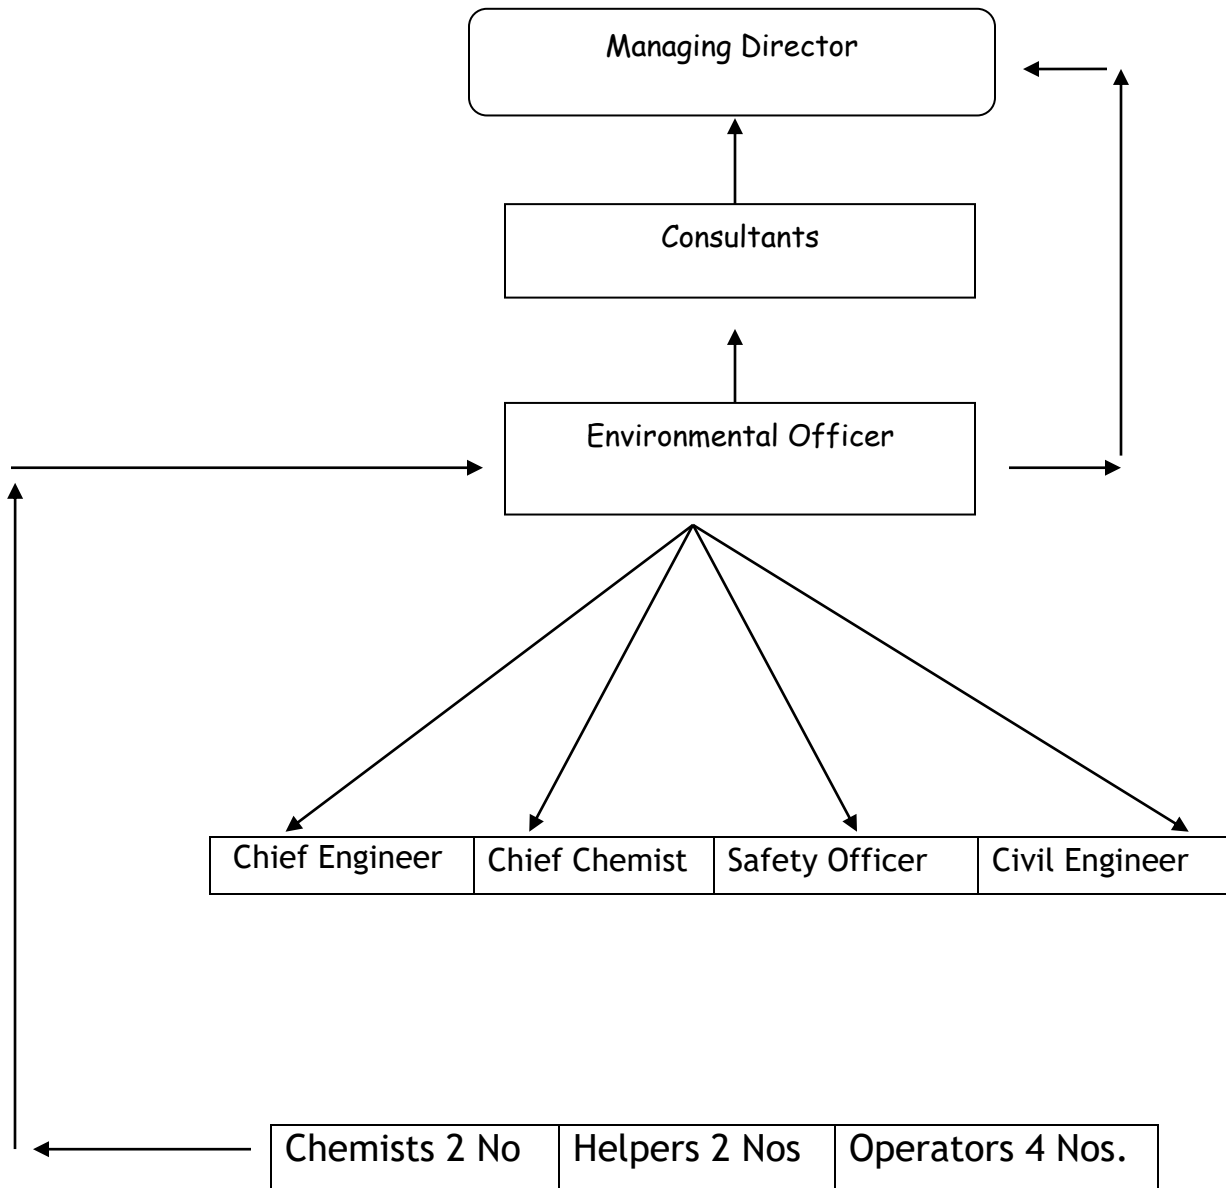 Managing Director
Consultants
Environmental Officer
Chief Engineer
Chief Chemist
Safety Officer
Civil Engineer
Chemists 2 No
Helpers 2 Nos
Operators 4 Nos.